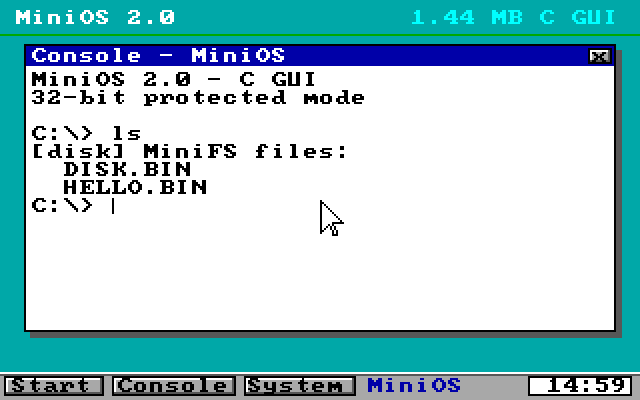 MiniOS 2.0
1.44 MB C GUI
Console - MiniOS
MiniOS 2.0 - C GUI
32-bit protected mode
C:\> ls
[disk] MiniFS files:
DISK.BIN
HELLO.BIN
C:\>
Start Console System MiniOS 14:59